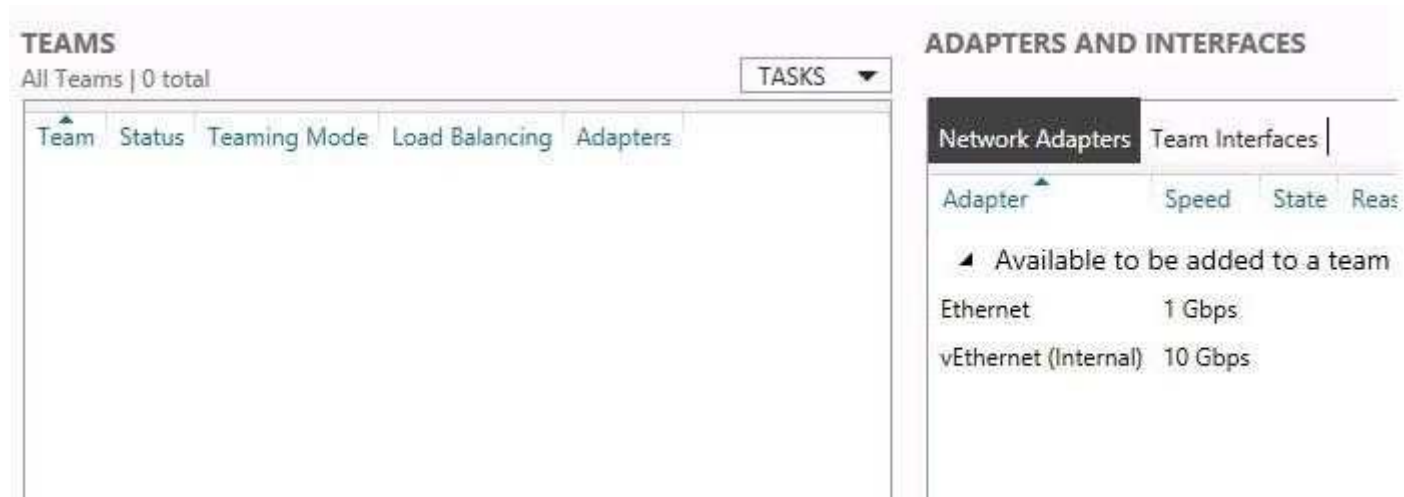 TEAMS
All Teams | 0 total
TASKS
Team Status Teaming Mode Load Balancing Adapters
ADAPTERS AND INTERFACES
Network Adapters Team Interfaces
Adapter Speed State Reas
Available to be added to a team
Ethernet 1 Gbps
vEthernet (Internal) 10 Gbps